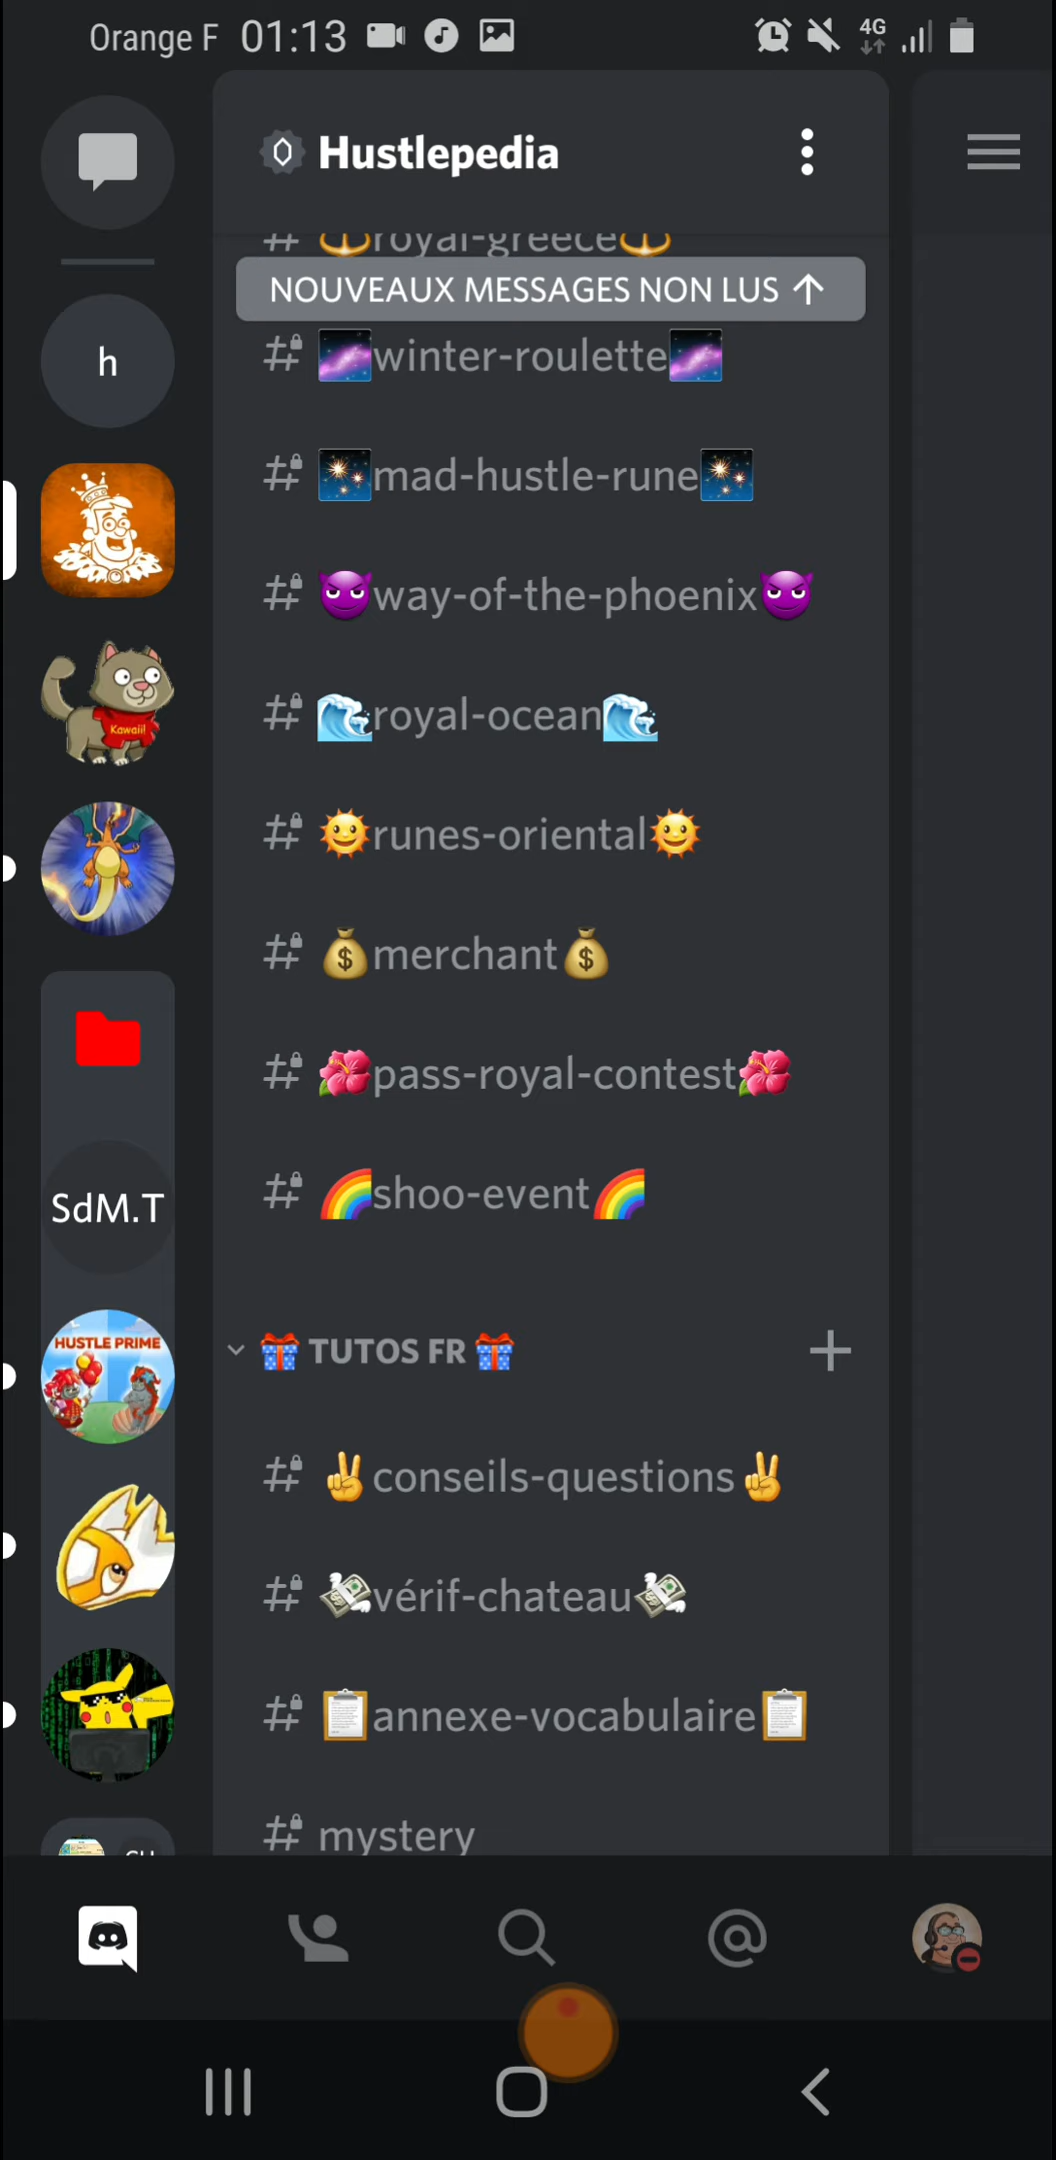 Orange F 01:13 4G
Hustlepedia
royal-greece
NOUVEAUX MESSAGES NON LUS
h
winter-roulette
mad-hustle-rune
way-of-the-phoenix
Kawaii!
royal-ocean
runes-oriental
merchant
pass-royal-contest
SdM.T
shoo-event
HUSTLE PRIME
TUTOS FR
conseils-questions
vérif-chateau
annexe-vocabulaire
mystery